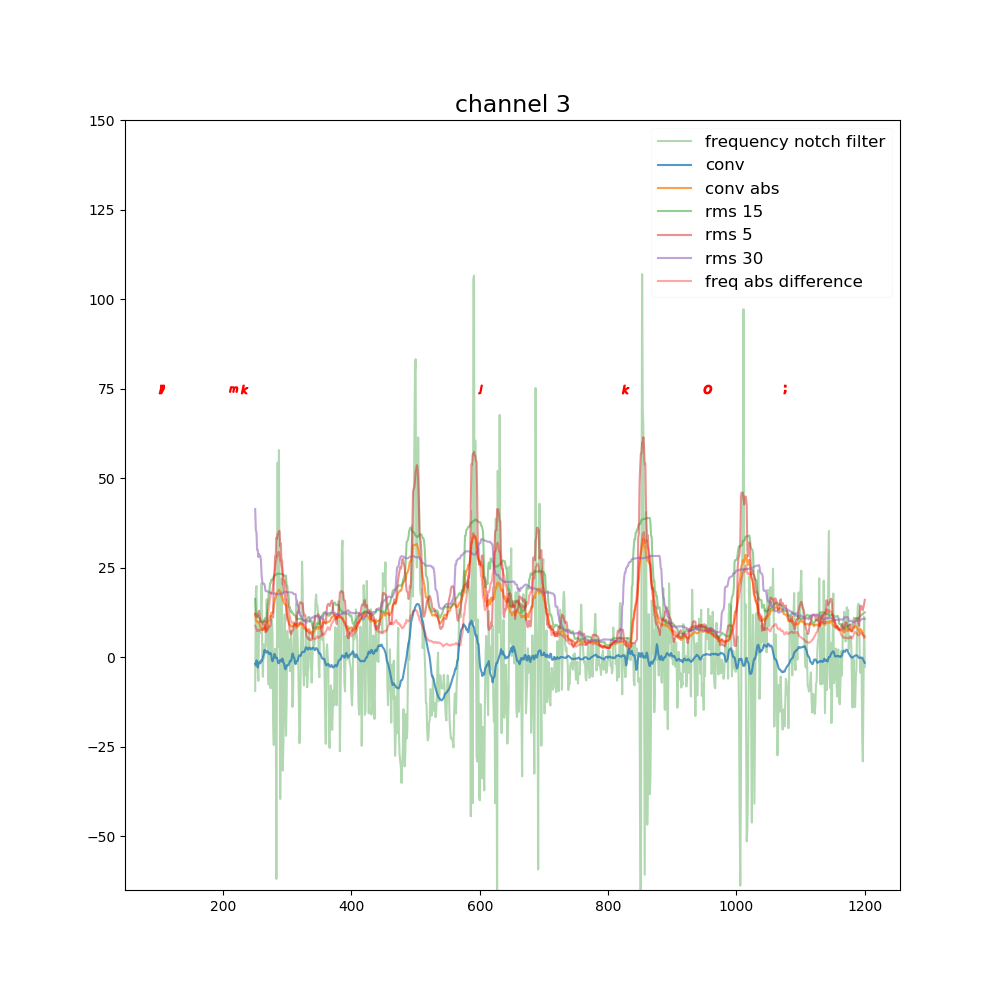 channel 3
150
125
100
75
50
25
0
−25
−50
frequency notch filter
conv
conv abs
rms 15
rms 5
rms 30
freq abs difference
m k j k o ;
200 400 600 800 1000 1200